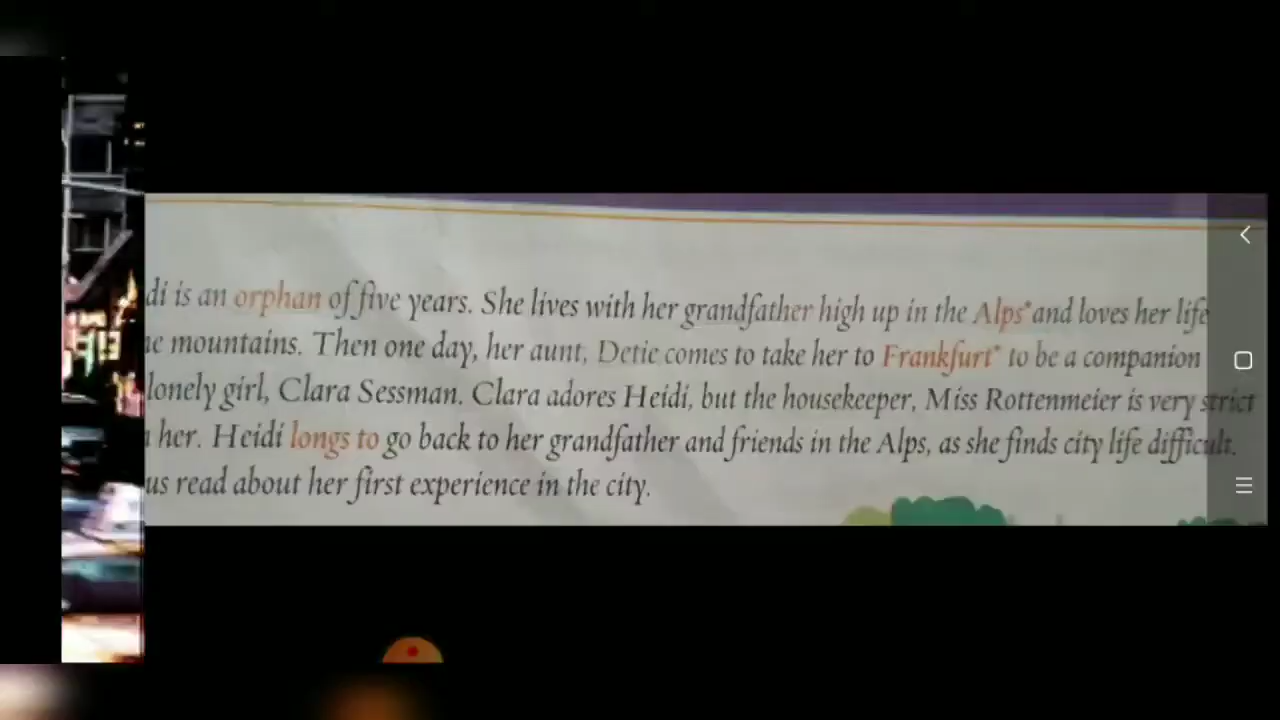 di is an orphan of five years. She lives with her grandfather high up in the Alps* and loves her life
mountains. Then one day, her aunt, Detie comes to take her to Frankfurt* to be a companion
lonely girl, Clara Sessman. Clara adores Heidi, but the housekeeper, Miss Rottenmeier is very strict
her. Heidi longs to go back to her grandfather and friends in the Alps, as she finds city life difficult.
us read about her first experience in the city.